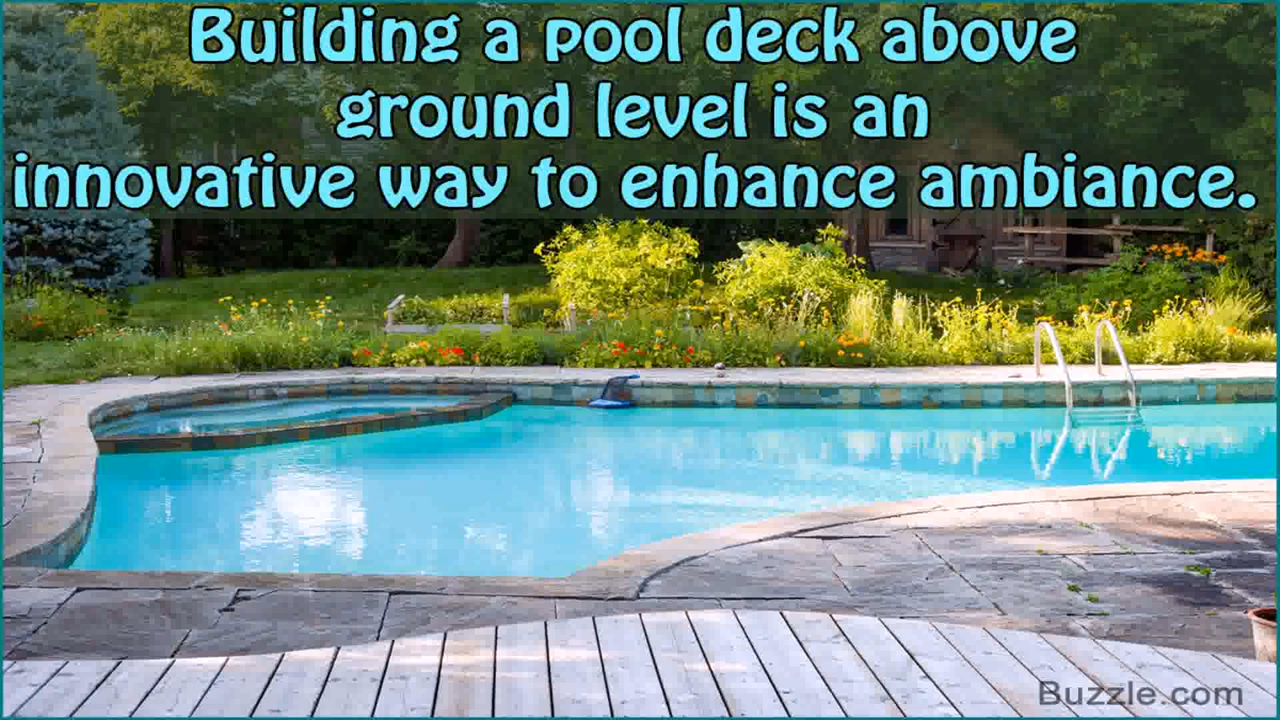 Building a pool deck above
ground level is an
innovative way to enhance ambiance.
Buzzle.com